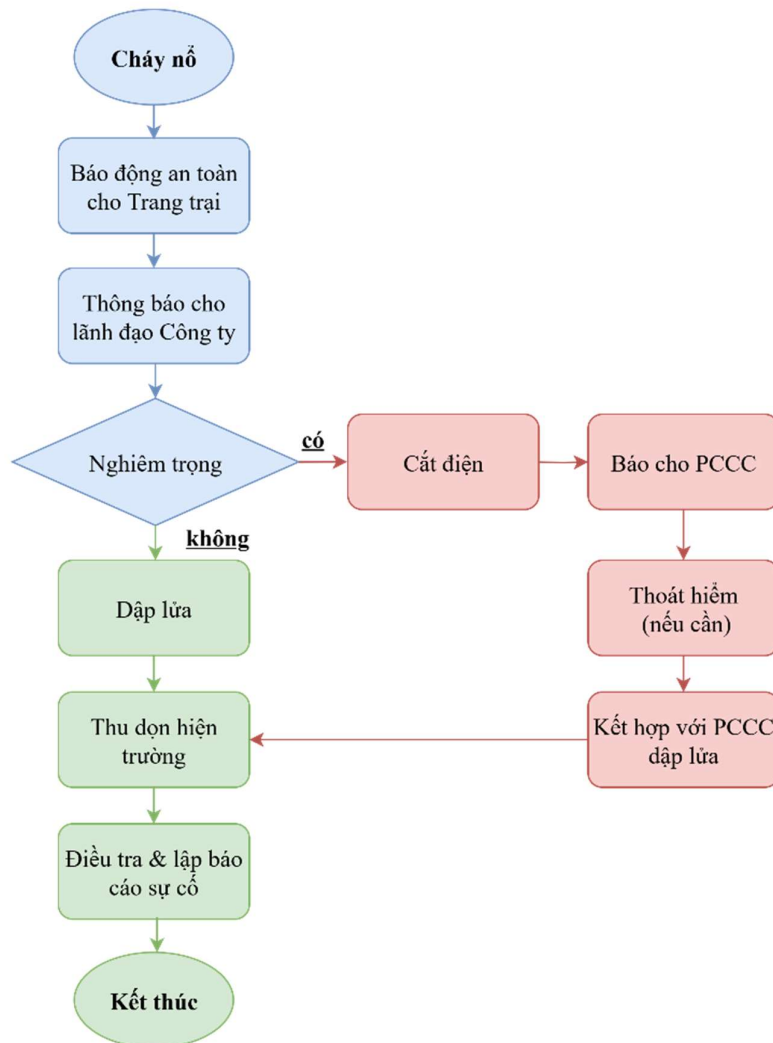 Cháy nổ
Báo động an toàn
cho Trang trại
Thông báo cho
lãnh đạo Công ty
Nghiêm trọng
có
Cắt điện
Báo cho PCCC
không
Dập lửa
Thoát hiểm
(nếu cần)
Thu dọn hiện
trường
Kết hợp với PCCC
dập lửa
Điều tra & lập báo
cáo sự cố
Kết thúc